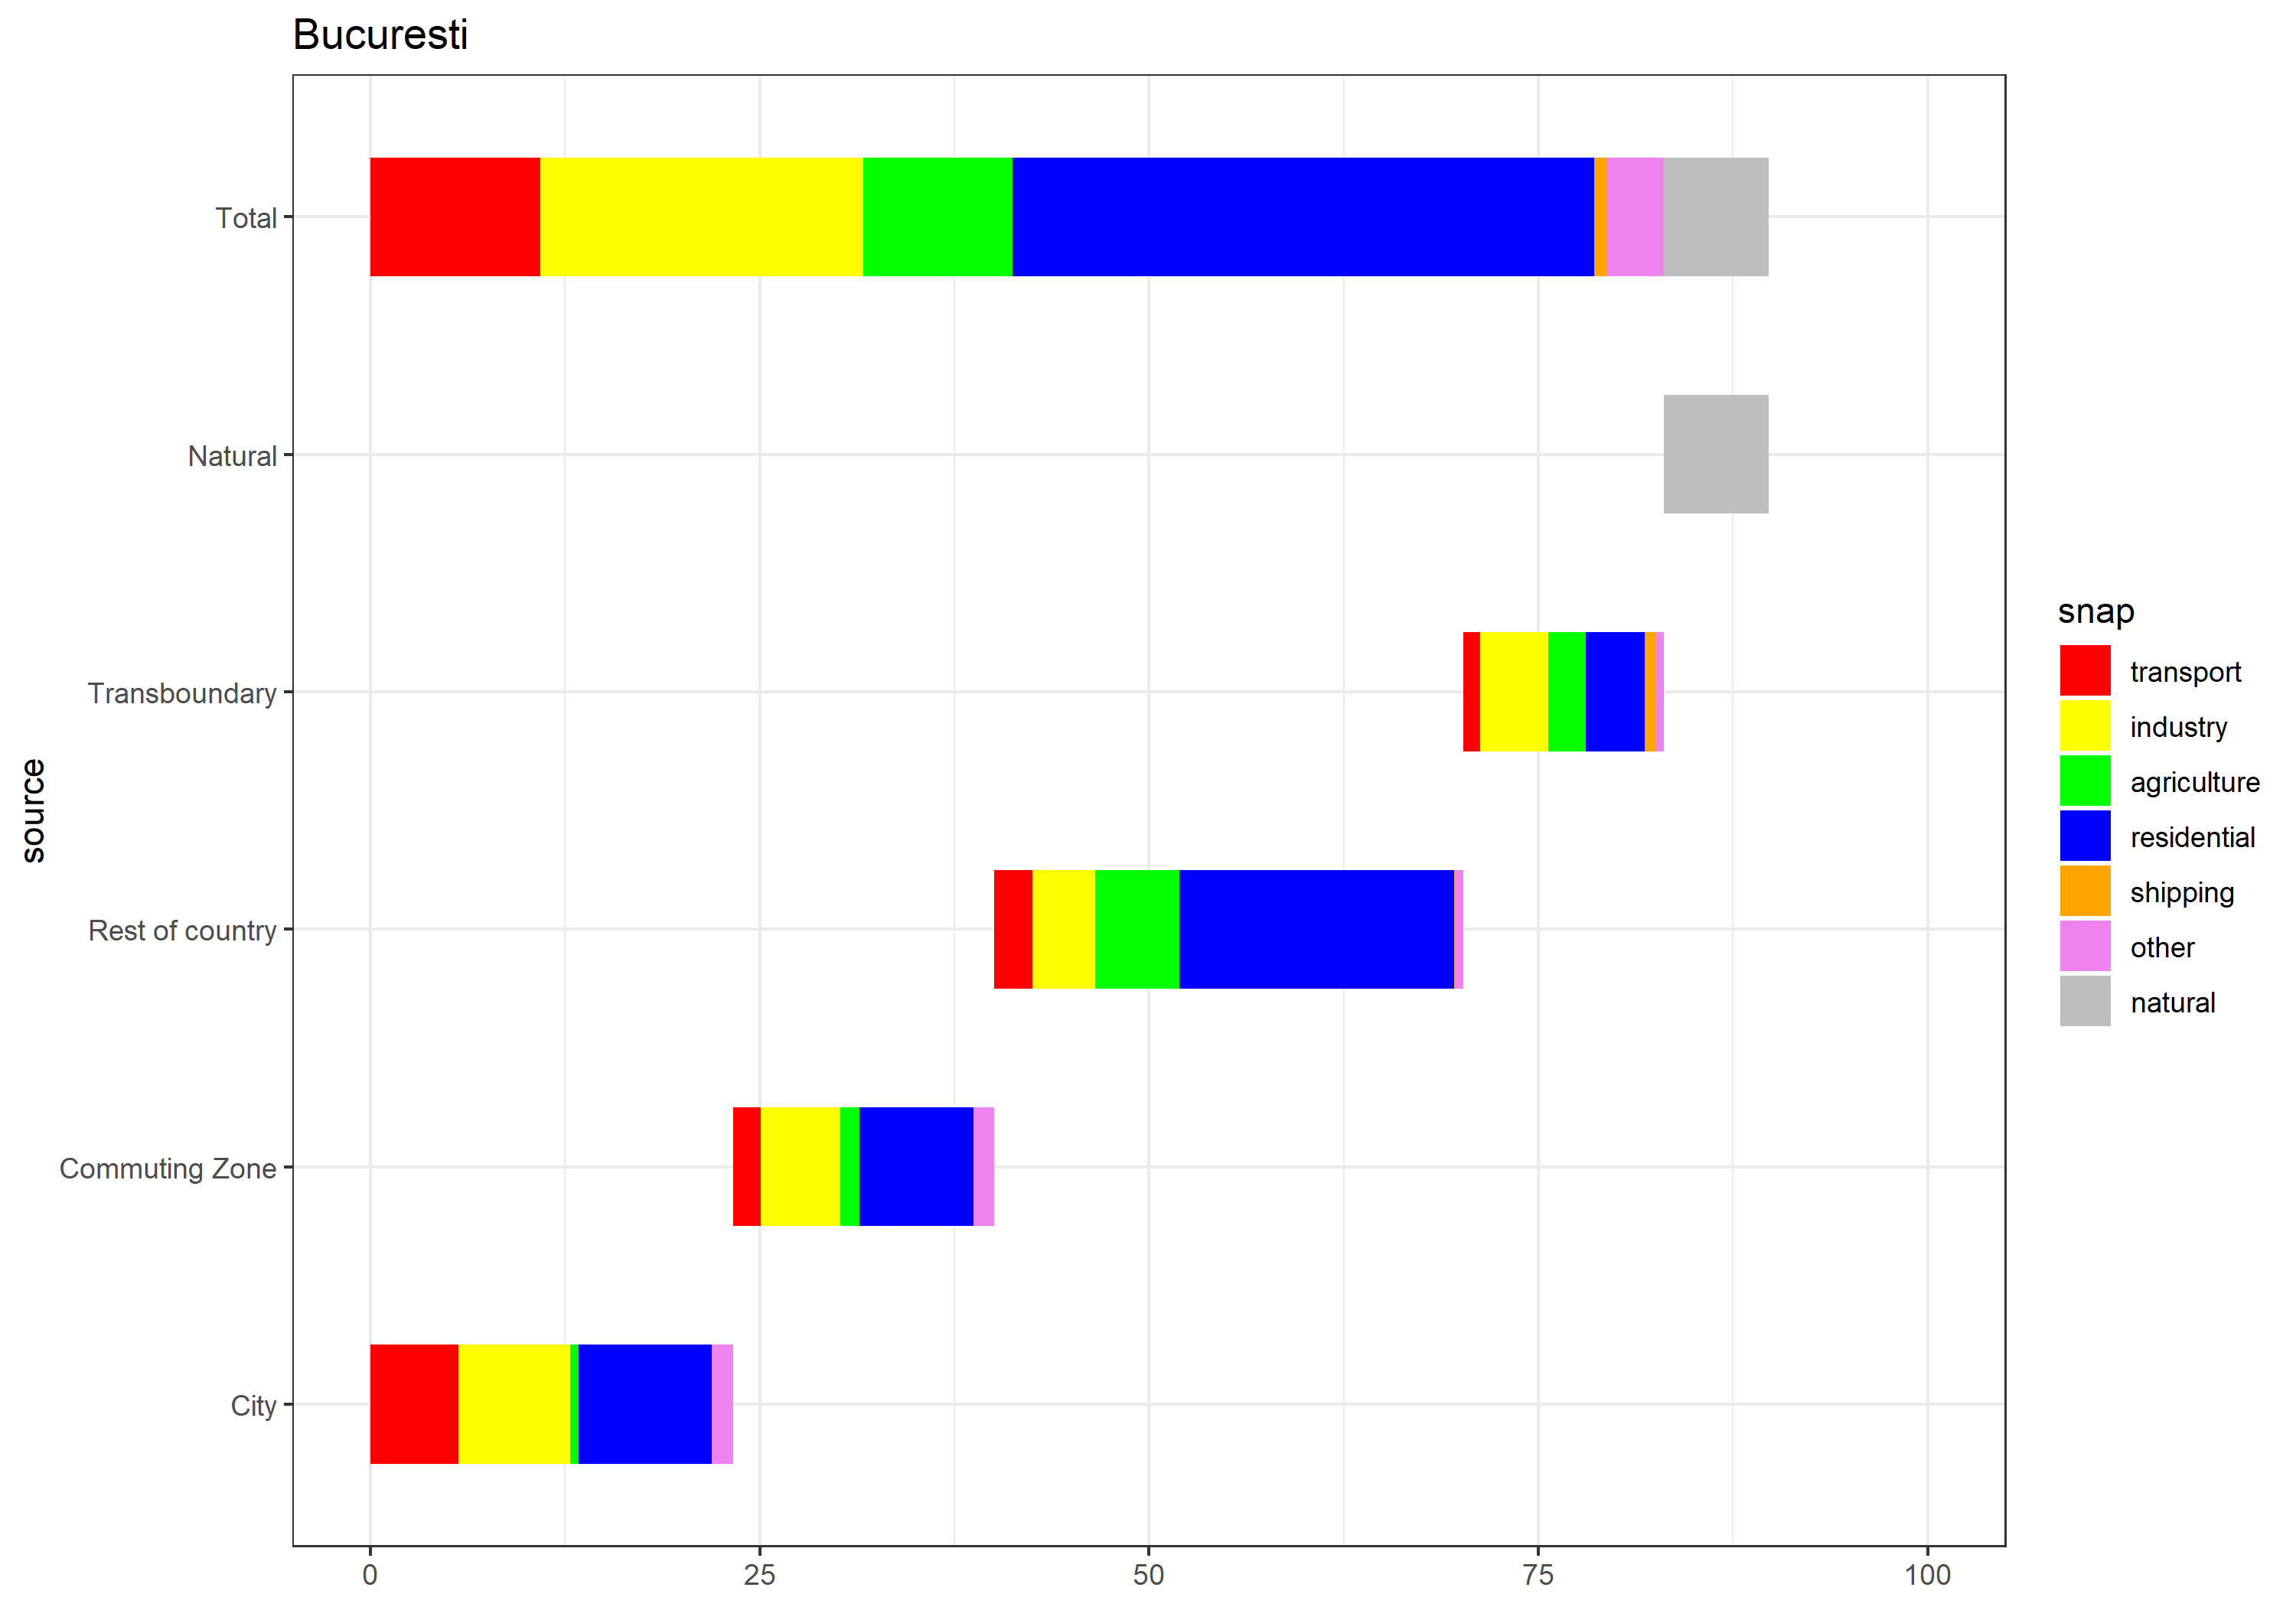 Bucuresti
source
Total
Natural
Transboundary
Rest of country
Commuting Zone
City
0 25 50 75 100
snap
transport
industry
agriculture
residential
shipping
other
natural